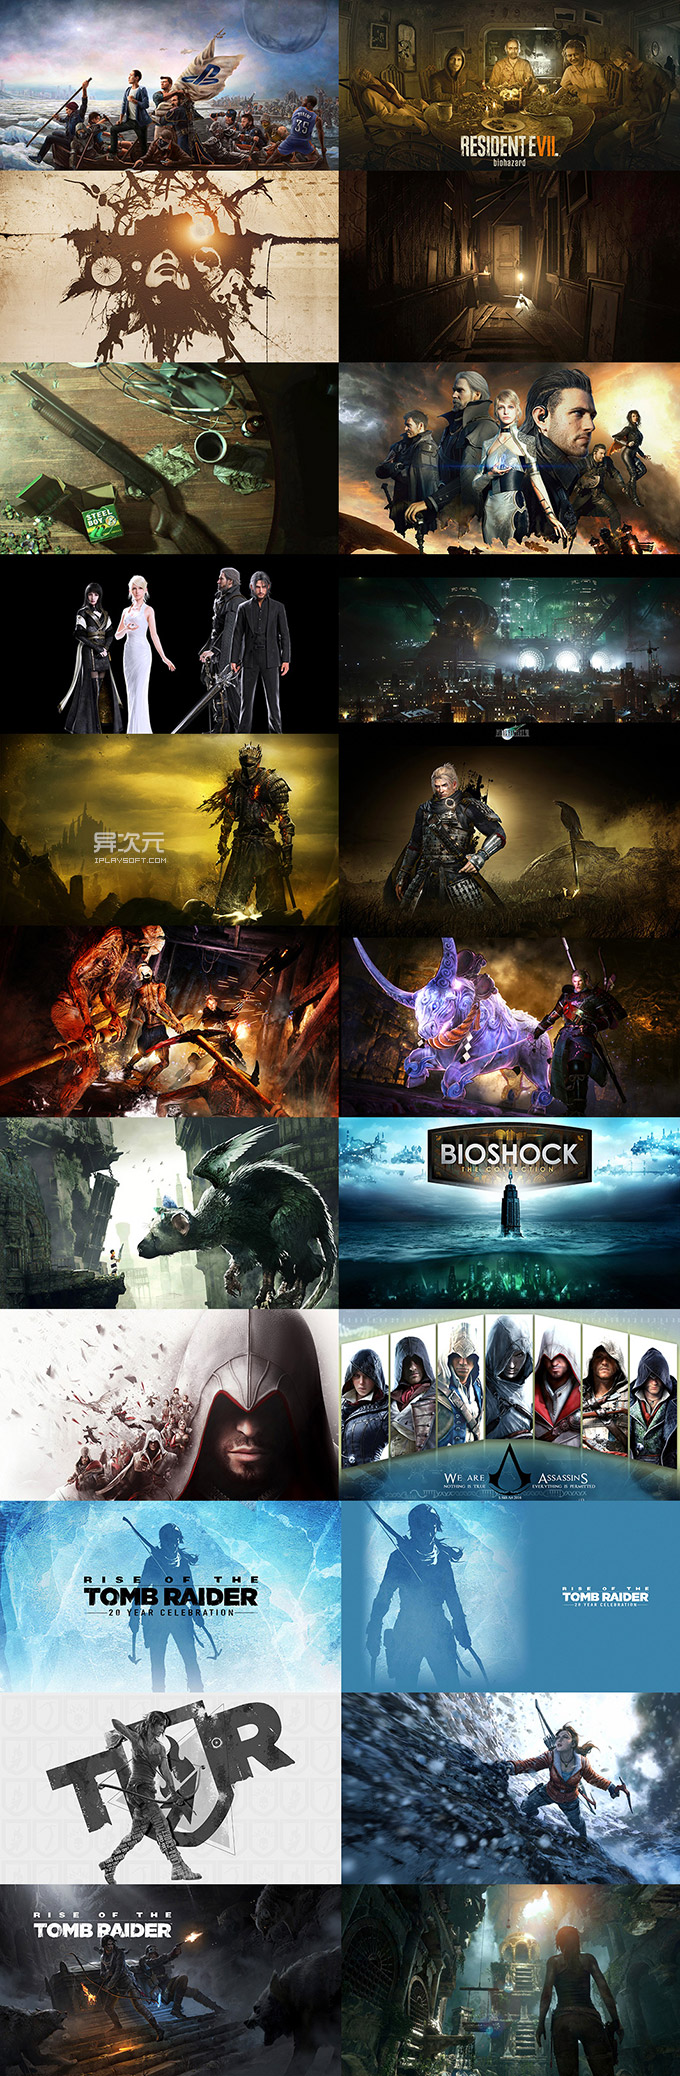 35
RESIDENT EVIL
biohazard
STEEL
BOY
异次元
IPLAYSOFT.COM
BIOSHOCK
THE COLLECTION
WE ARE ASSASSINS
NOTHING IS TRUE EVERYTHING IS PERMITTED
RISE OF THE
TOMB RAIDER
20 YEAR CELEBRATION
RISE OF THE
TOMB RAIDER
20 YEAR CELEBRATION
TR
RISE OF THE
TOMB RAIDER